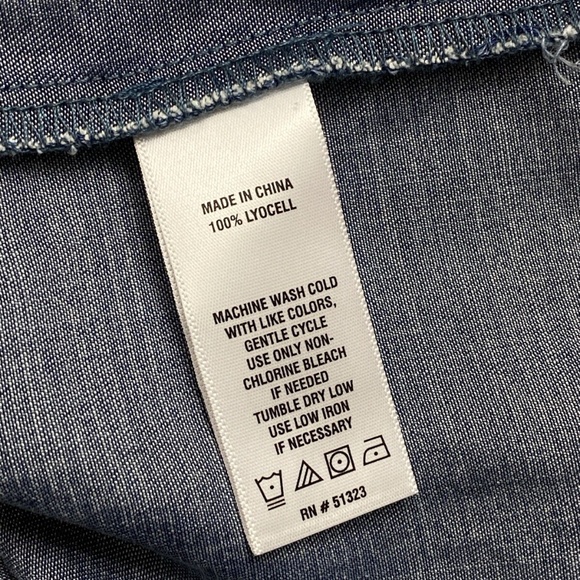 MADE IN CHINA
100% LYOCELL
MACHINE WASH COLD
WITH LIKE COLORS,
GENTLE CYCLE
USE ONLY NON-
CHLORINE BLEACH
IF NEEDED
TUMBLE DRY LOW
USE LOW IRON
IF NECESSARY
RN # 51323